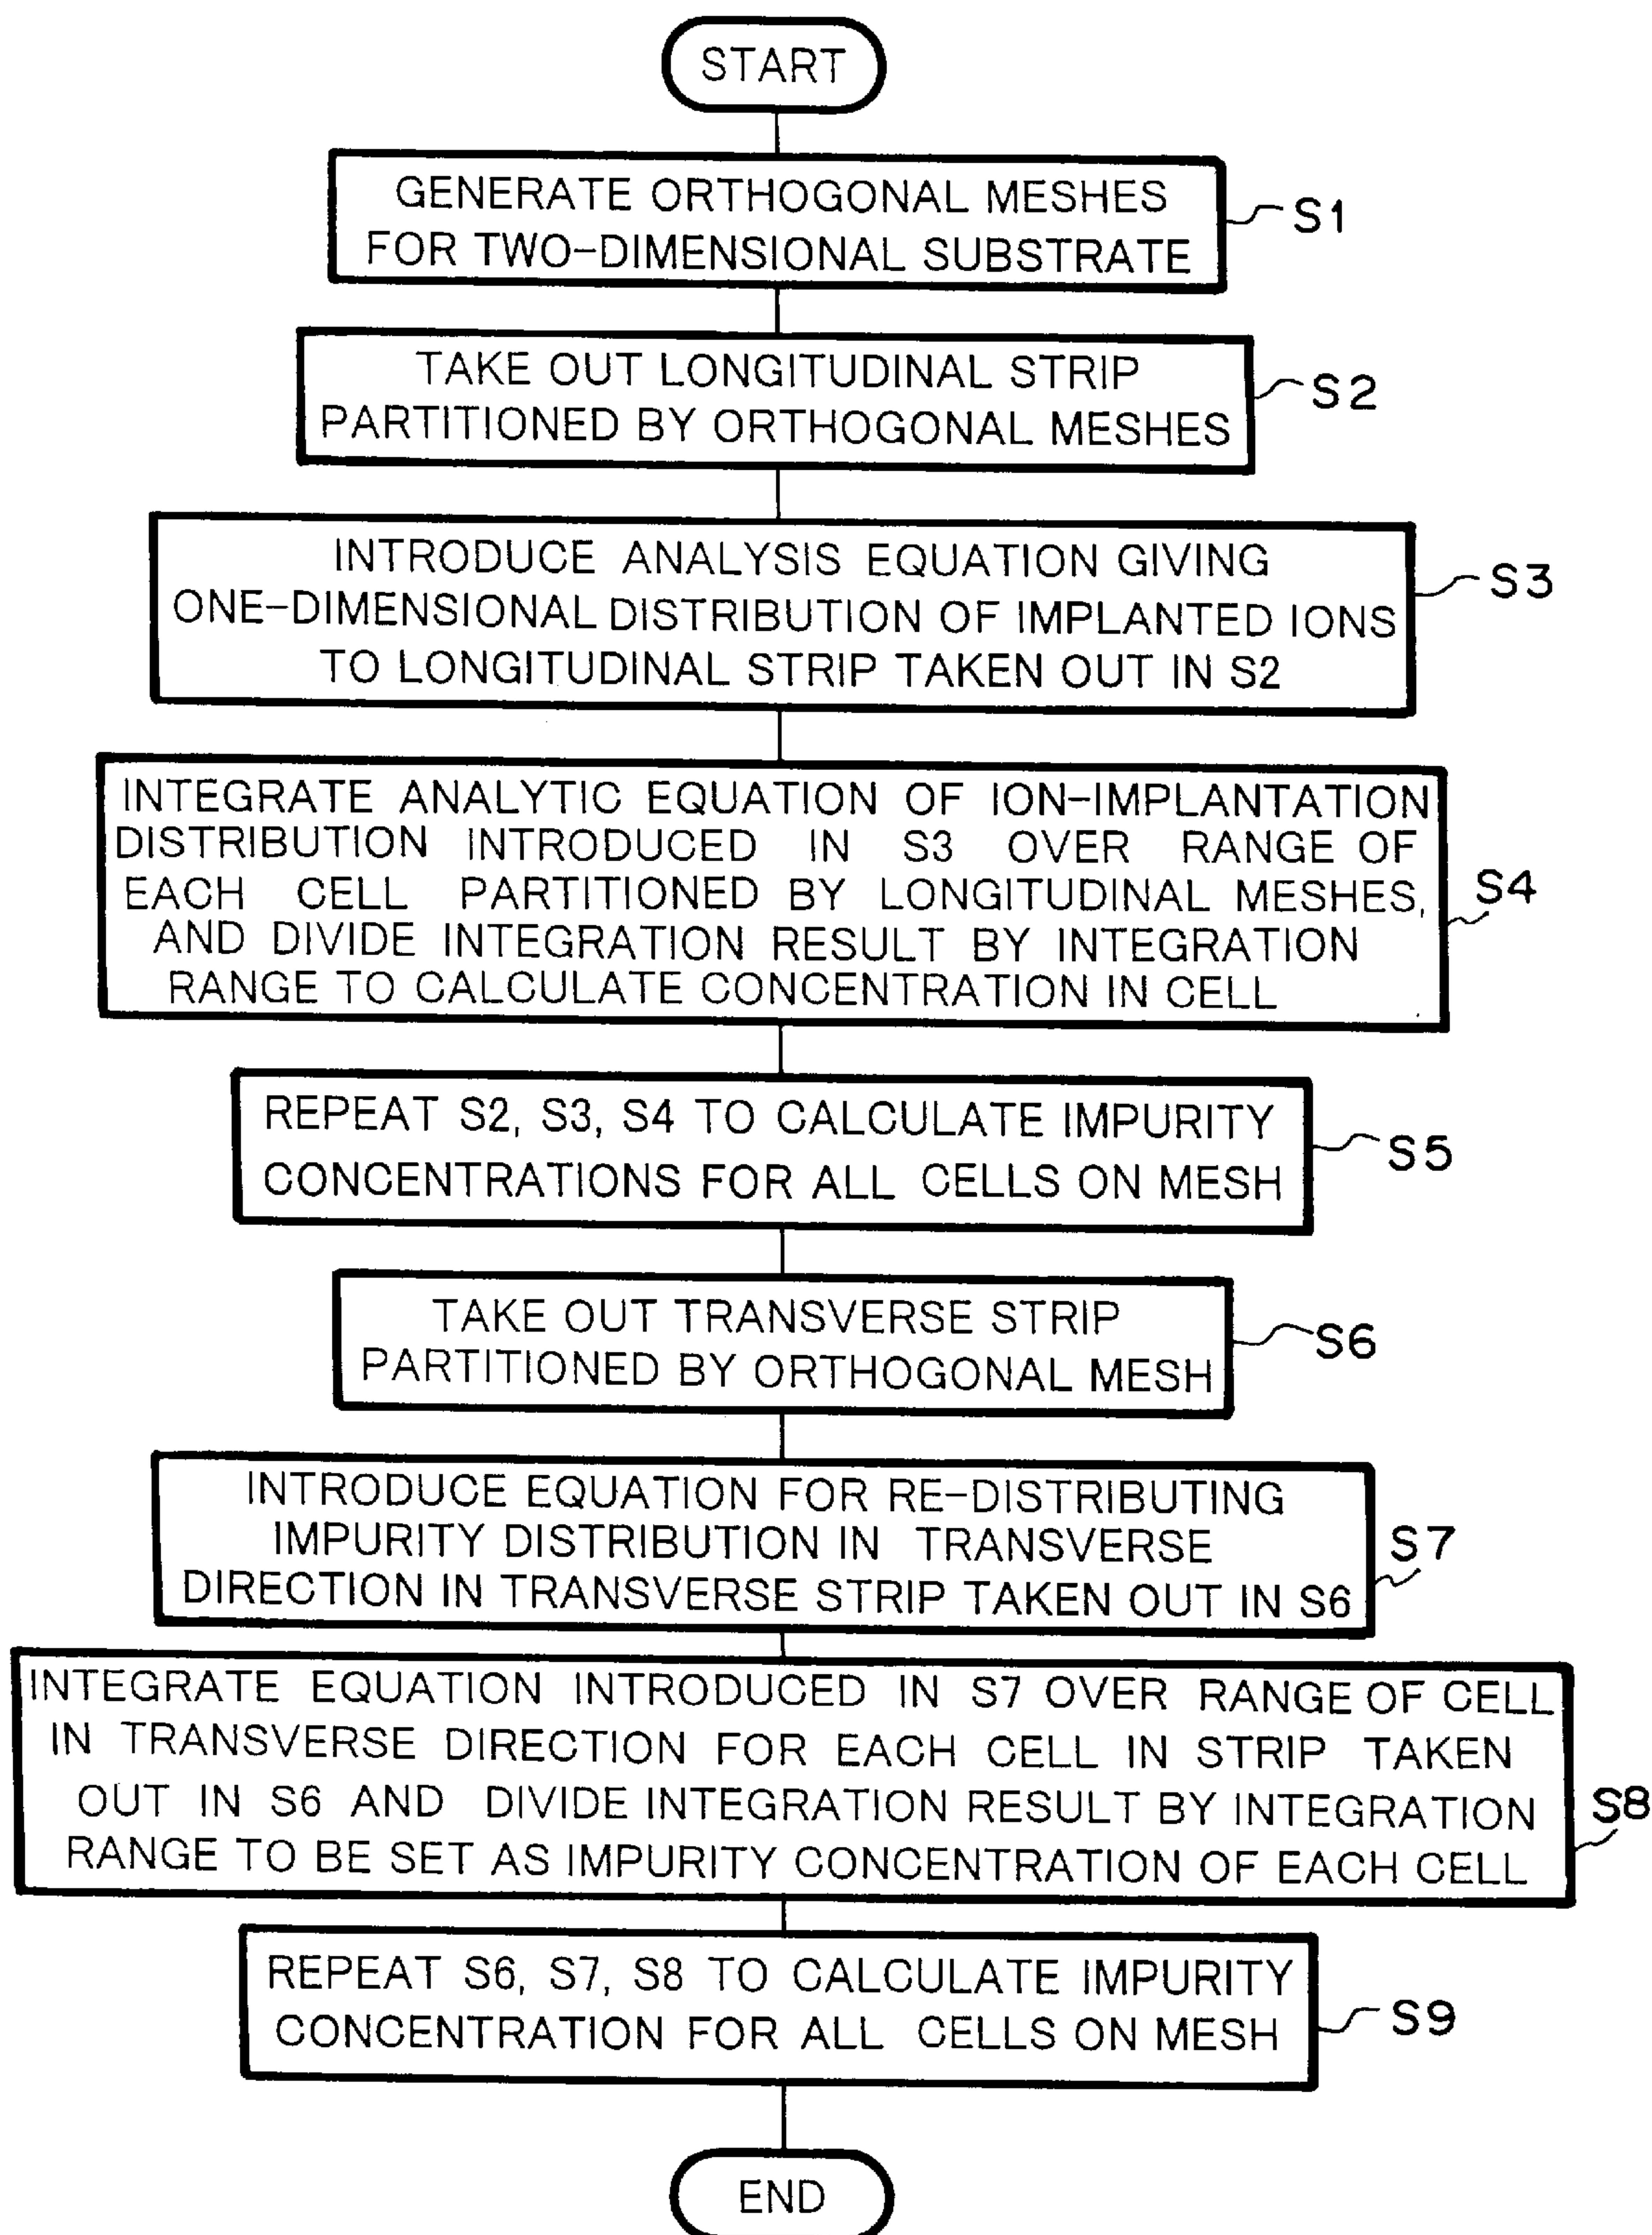 START
GENERATE ORTHOGONAL MESHES
FOR TWO-DIMENSIONAL SUBSTRATE
S1
TAKE OUT LONGITUDINAL STRIP
PARTITIONED BY ORTHOGONAL MESHES
S2
INTRODUCE ANALYSIS EQUATION GIVING
ONE-DIMENSIONAL DISTRIBUTION OF IMPLANTED IONS
TO LONGITUDINAL STRIP TAKEN OUT IN S2
S3
INTEGRATE ANALYTIC EQUATION OF ION-IMPLANTATION
DISTRIBUTION INTRODUCED IN S3 OVER RANGE OF
EACH CELL PARTITIONED BY LONGITUDINAL MESHES,
AND DIVIDE INTEGRATION RESULT BY INTEGRATION
RANGE TO CALCULATE CONCENTRATION IN CELL
S4
REPEAT S2, S3, S4 TO CALCULATE IMPURITY
CONCENTRATIONS FOR ALL CELLS ON MESH
S5
TAKE OUT TRANSVERSE STRIP
PARTITIONED BY ORTHOGONAL MESH
S6
INTRODUCE EQUATION FOR RE-DISTRIBUTING
IMPURITY DISTRIBUTION IN TRANSVERSE
DIRECTION IN TRANSVERSE STRIP TAKEN OUT IN S6
S7
INTEGRATE EQUATION INTRODUCED IN S7 OVER RANGE OF CELL
IN TRANSVERSE DIRECTION FOR EACH CELL IN STRIP TAKEN
OUT IN S6 AND DIVIDE INTEGRATION RESULT BY INTEGRATION
RANGE TO BE SET AS IMPURITY CONCENTRATION OF EACH CELL
S8
REPEAT S6, S7, S8 TO CALCULATE IMPURITY
CONCENTRATION FOR ALL CELLS ON MESH
S9
END